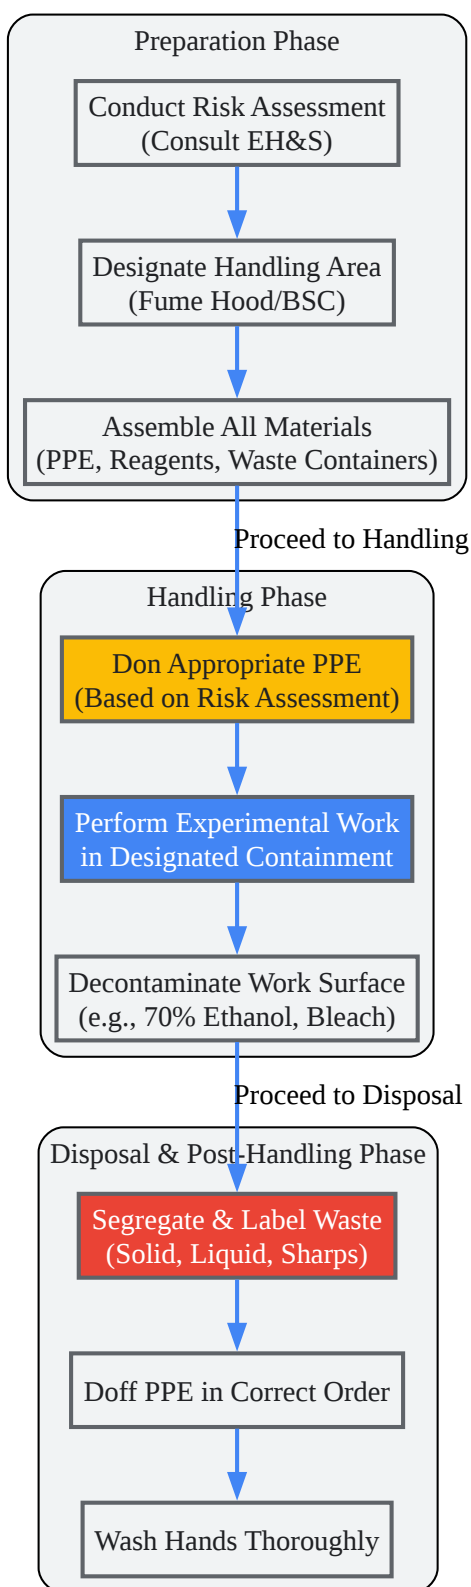 Preparation Phase
Conduct Risk Assessment
(Consult EH&S)
Designate Handling Area
(Fume Hood/BSC)
Assemble All Materials
(PPE, Reagents, Waste Containers)
Proceed to Handling
Handling Phase
Don Appropriate PPE
(Based on Risk Assessment)
Perform Experimental Work
in Designated Containment
Decontaminate Work Surface
(e.g., 70% Ethanol, Bleach)
Proceed to Disposal
Disposal & Post-Handling Phase
Segregate & Label Waste
(Solid, Liquid, Sharps)
Doff PPE in Correct Order
Wash Hands Thoroughly